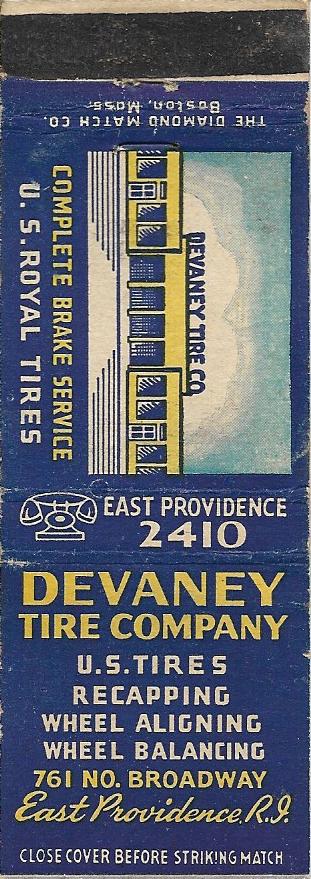 THE DIAMOND MATCH CO.
Boston, Mass.
DEVANEY TIRE CO.
COMPLETE BRAKE SERVICE
U.S. ROYAL TIRES
EAST PROVIDENCE
2410
DEVANEY
TIRE COMPANY
U.S. TIRES
RECAPPING
WHEEL ALIGNING
WHEEL BALANCING
761 NO. BROADWAY
East Providence, R.I.
CLOSE COVER BEFORE STRIKING MATCH